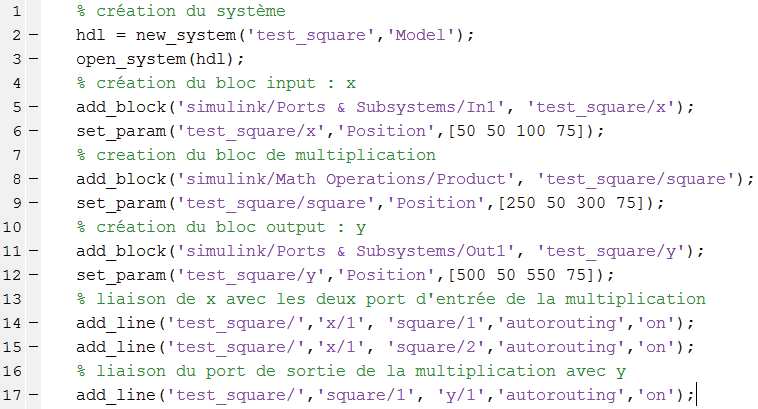 1 % création du système
2 – hdl = new_system('test_square','Model');
3 – open_system(hdl);
4 % création du bloc input : x
5 – add_block('simulink/Ports & Subsystems/In1', 'test_square/x');
6 – set_param('test_square/x','Position',[50 50 100 75]);
7 % creation du bloc de multiplication
8 – add_block('simulink/Math Operations/Product', 'test_square/square');
9 – set_param('test_square/square','Position',[250 50 300 75]);
10 % création du bloc output : y
11 – add_block('simulink/Ports & Subsystems/Out1', 'test_square/y');
12 – set_param('test_square/y','Position',[500 50 550 75]);
13 % liaison de x avec les deux port d'entrée de la multiplication
14 – add_line('test_square/','x/1', 'square/1','autorouting','on');
15 – add_line('test_square/','x/1', 'square/2','autorouting','on');
16 % liaison du port de sortie de la multiplication avec y
17 – add_line('test_square/','square/1', 'y/1','autorouting','on');